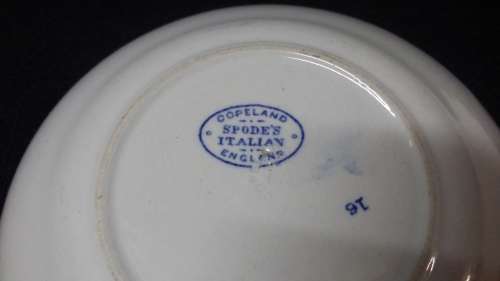 COPELAND
SPODE'S
ITALIAN
ENGLAND
16